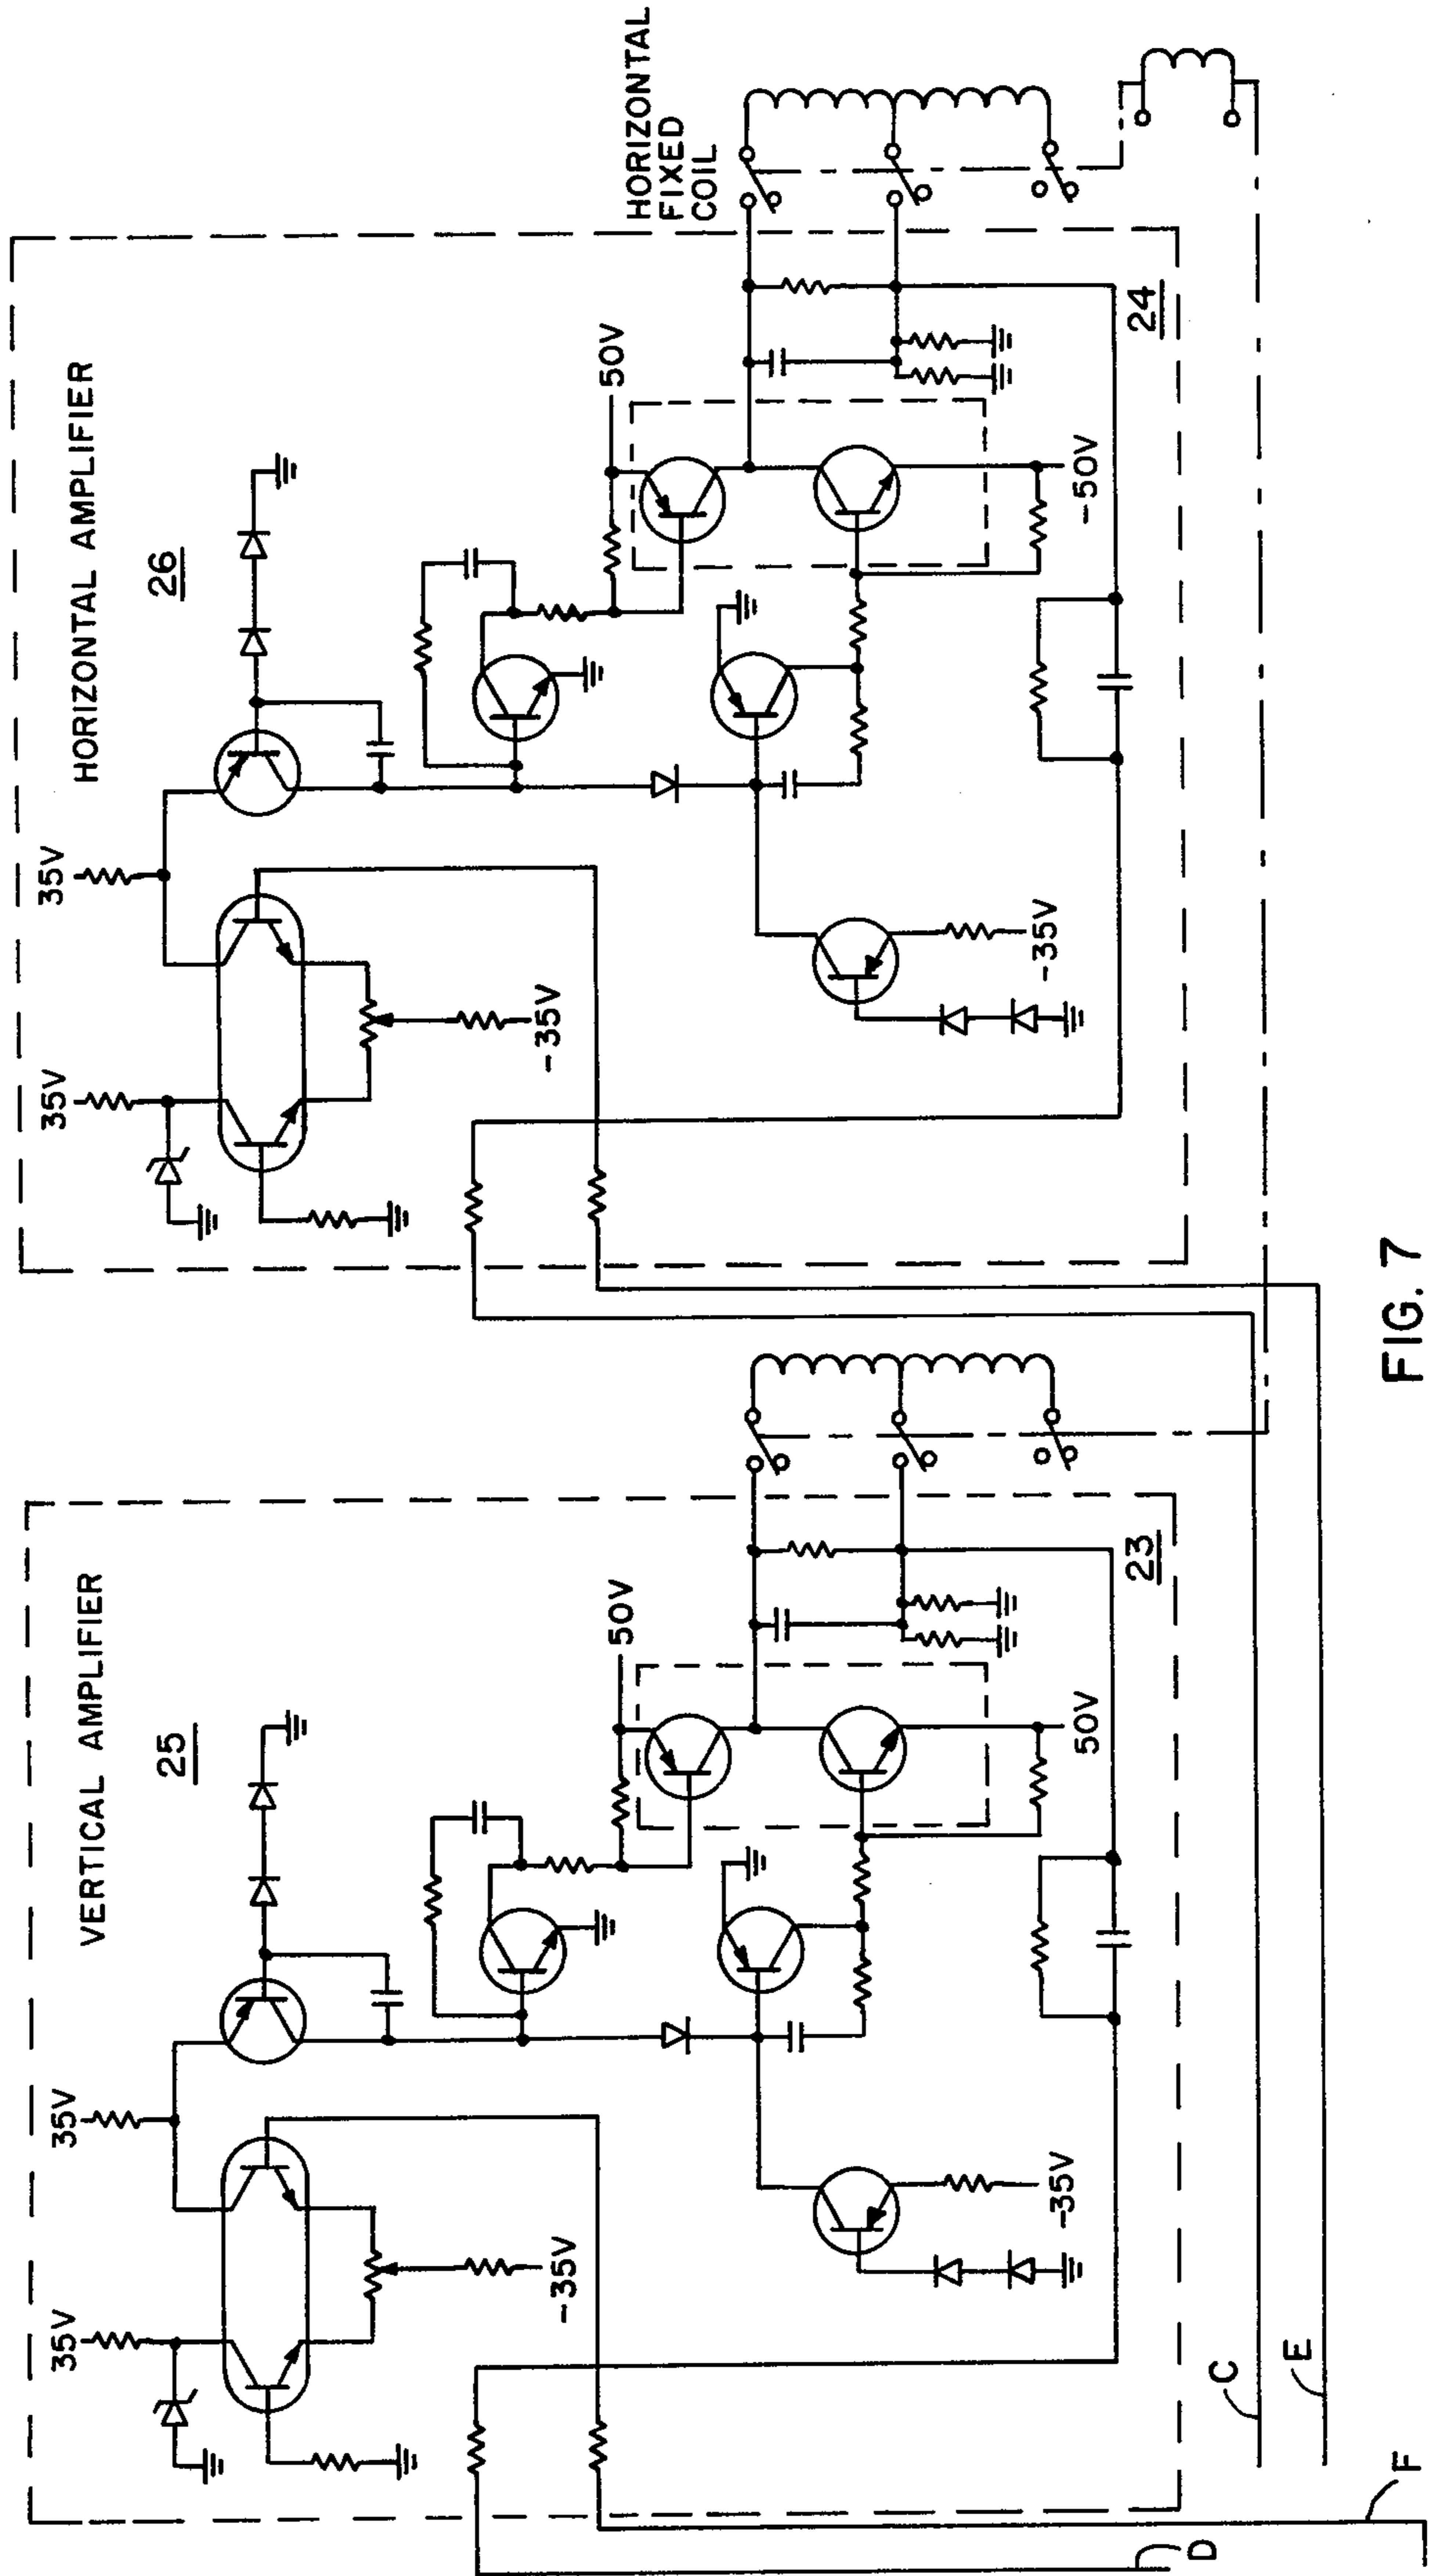 HORIZONTAL AMPLIFIER
26
35V
35V
-35V
50V
-50V
-35V
24
HORIZONTAL
FIXED
COIL
VERTICAL AMPLIFIER
25
35V
35V
-35V
50V
50V
-35V
23
C
E
F
D
FIG. 7